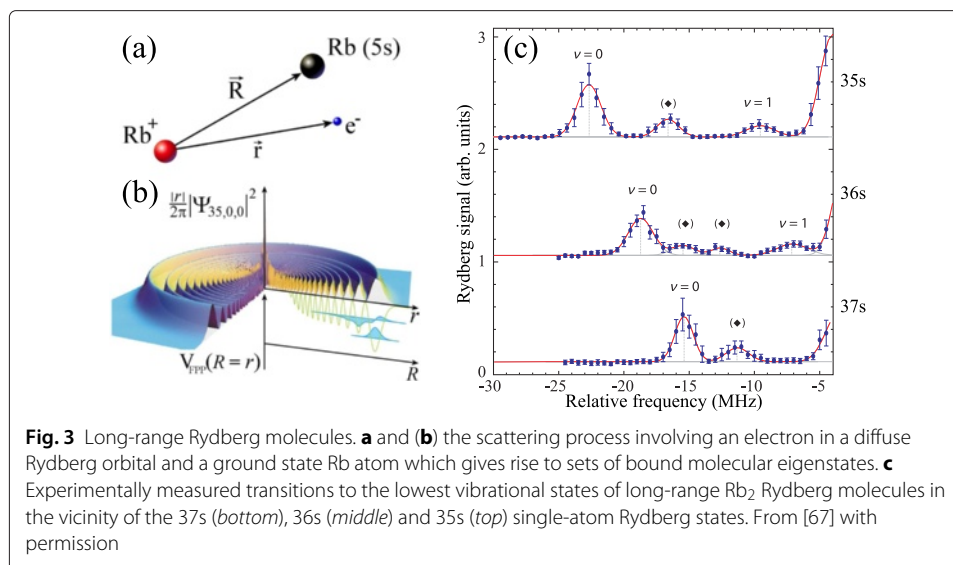 (a)
Rb (5s)
R
Rb+
r
e-
(b)
|r|/2π |Ψ35,0,0|²
r
VFPP(R=r)
R
(c)
Rydberg signal (arb. units)
3
2
1
0
v = 0
(◆)
v = 1
35s
v = 0
(◆)
(◆)
v = 1
36s
v = 0
(◆)
37s
-30 -25 -20 -15 -10 -5
Relative frequency (MHz)
Fig. 3 Long-range Rydberg molecules. a and (b) the scattering process involving an electron in a diffuse
Rydberg orbital and a ground state Rb atom which gives rise to sets of bound molecular eigenstates. c
Experimentally measured transitions to the lowest vibrational states of long-range Rb2 Rydberg molecules in
the vicinity of the 37s (bottom), 36s (middle) and 35s (top) single-atom Rydberg states. From [67] with
permission